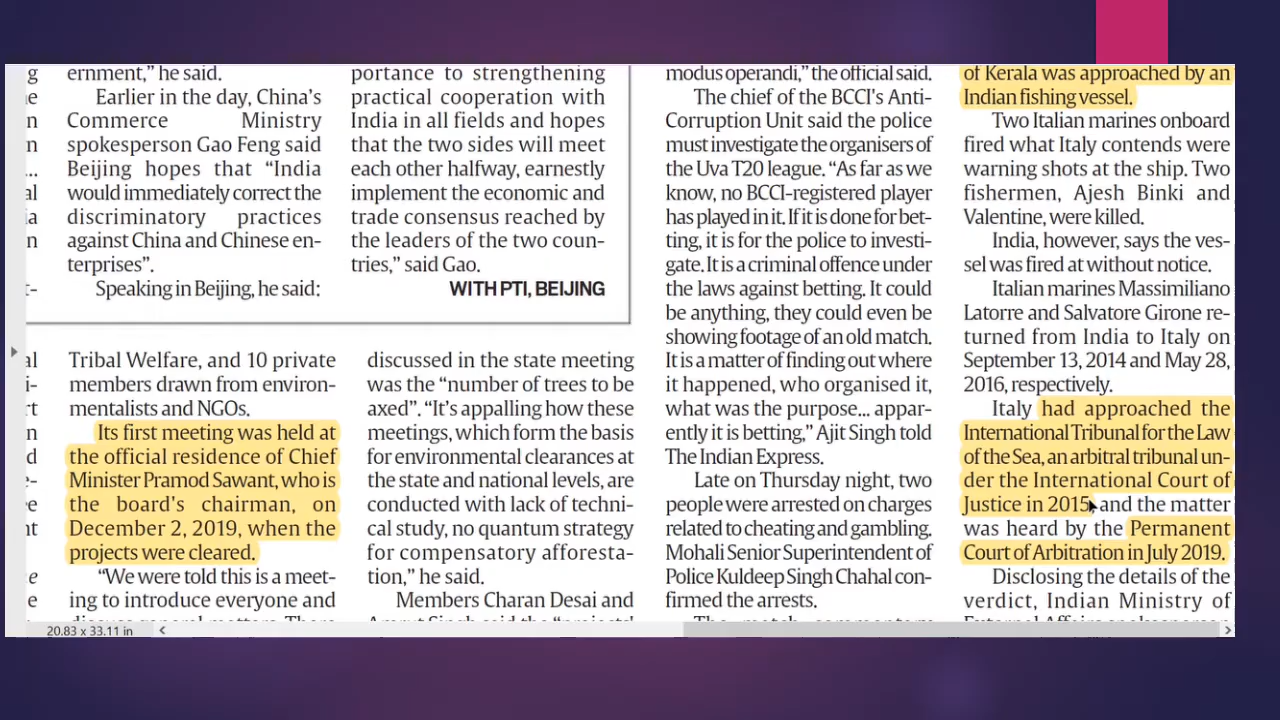 ernment,” he said.
Earlier in the day, China’s
Commerce Ministry
spokesperson Gao Feng said
Beijing hopes that “India
would immediately correct the
discriminatory practices
against China and Chinese en-
terprises”.
Speaking in Beijing, he said:
portance to strengthening
practical cooperation with
India in all fields and hopes
that the two sides will meet
each other halfway, earnestly
implement the economic and
trade consensus reached by
the leaders of the two coun-
tries,” said Gao.
WITH PTI, BEIJING
Tribal Welfare, and 10 private
members drawn from environ-
mentalists and NGOs.
Its first meeting was held at
the official residence of Chief
Minister Pramod Sawant, who is
the board's chairman, on
December 2, 2019, when the
projects were cleared.
“We were told this is a meet-
ing to introduce everyone and
discussed in the state meeting
was the “number of trees to be
axed”. “It’s appalling how these
meetings, which form the basis
for environmental clearances at
the state and national levels, are
conducted with lack of techni-
cal study, no quantum strategy
for compensatory afforesta-
tion,” he said.
Members Charan Desai and
modus operandi,” the official said.
The chief of the BCCI's Anti-
Corruption Unit said the police
must investigate the organisers of
the Uva T20 league. “As far as we
know, no BCCI-registered player
has played in it. If it is done for bet-
ting, it is for the police to investi-
gate. It is a criminal offence under
the laws against betting. It could
be anything, they could even be
showing footage of an old match.
It is a matter of finding out where
it happened, who organised it,
what was the purpose... appar-
ently it is betting,” Ajit Singh told
The Indian Express.
Late on Thursday night, two
people were arrested on charges
related to cheating and gambling.
Mohali Senior Superintendent of
Police Kuldeep Singh Chahal con-
firmed the arrests.
of Kerala was approached by an
Indian fishing vessel.
Two Italian marines onboard
fired what Italy contends were
warning shots at the ship. Two
fishermen, Ajesh Binki and
Valentine, were killed.
India, however, says the ves-
sel was fired at without notice.
Italian marines Massimiliano
Latorre and Salvatore Girone re-
turned from India to Italy on
September 13, 2014 and May 28,
2016, respectively.
Italy had approached the
International Tribunal for the Law
of the Sea, an arbitral tribunal un-
der the International Court of
Justice in 2015, and the matter
was heard by the Permanent
Court of Arbitration in July 2019.
Disclosing the details of the
verdict, Indian Ministry of
20.83 x 33.11 in